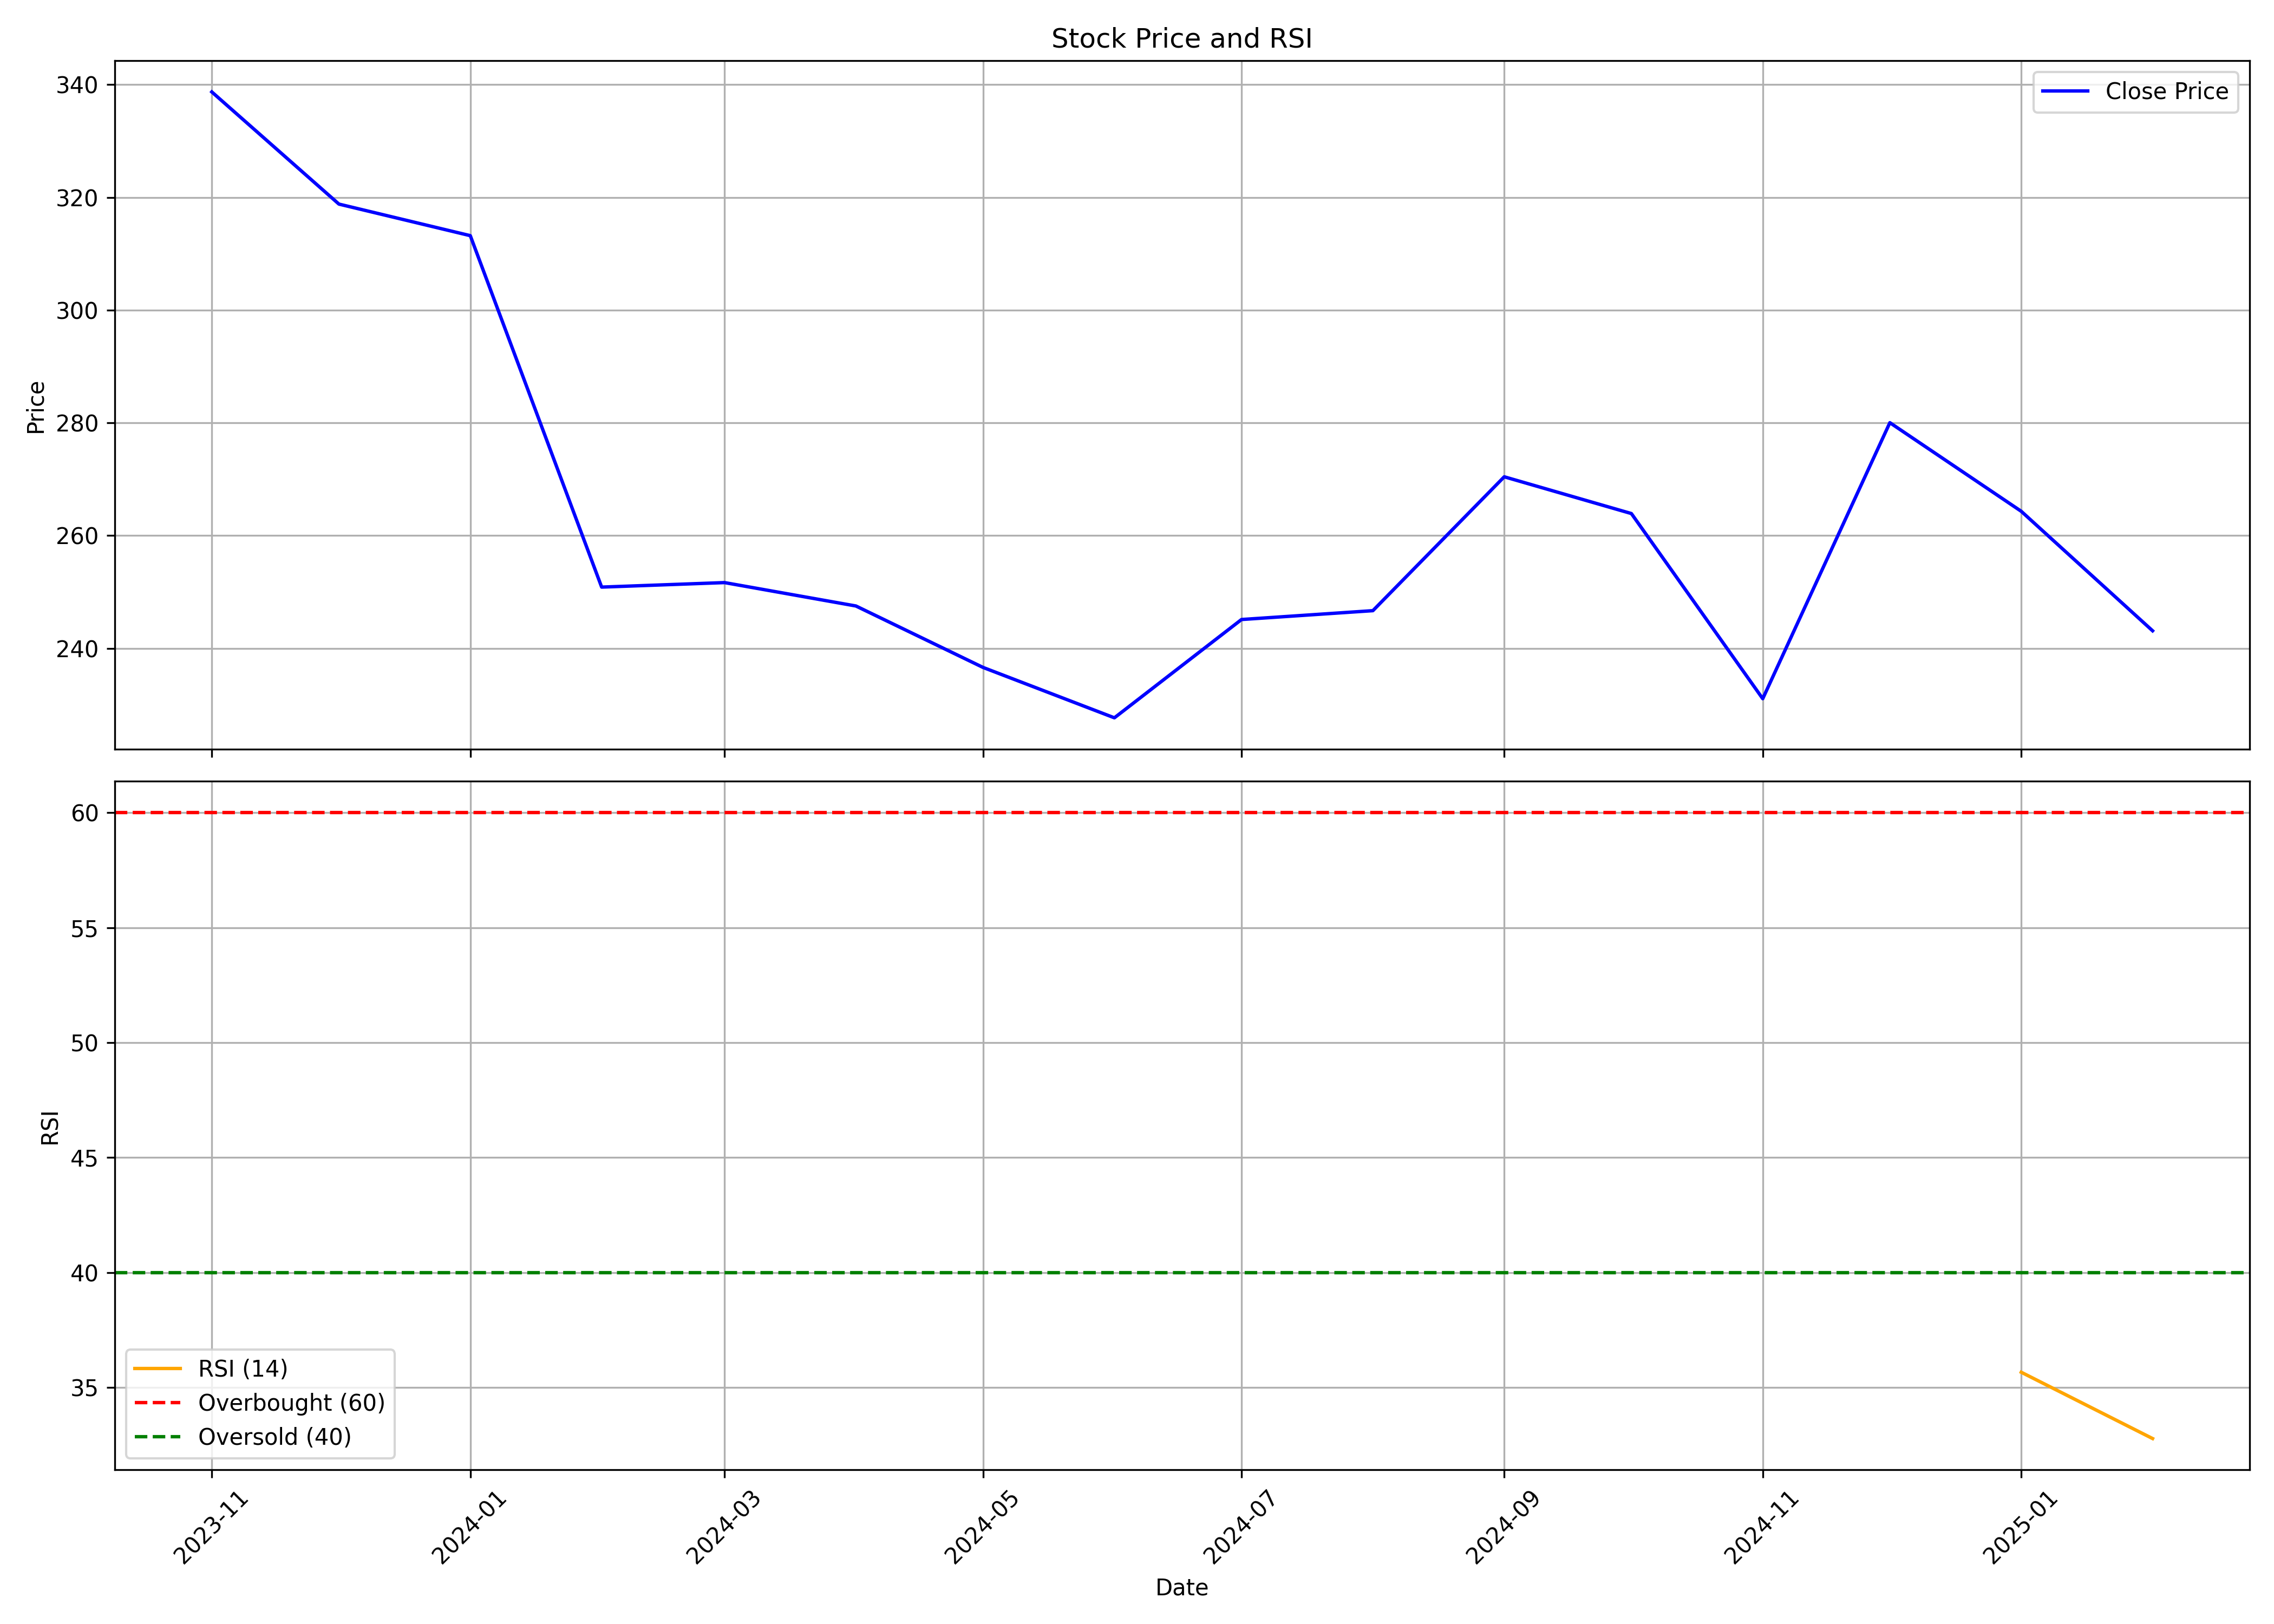 Stock Price and RSI
340
320
300
280
260
240
Price
Close Price
60
55
50
45
40
35
RSI
RSI (14)
Overbought (60)
Oversold (40)
2023-11
2024-01
2024-03
2024-05
2024-07
2024-09
2024-11
2025-01
Date